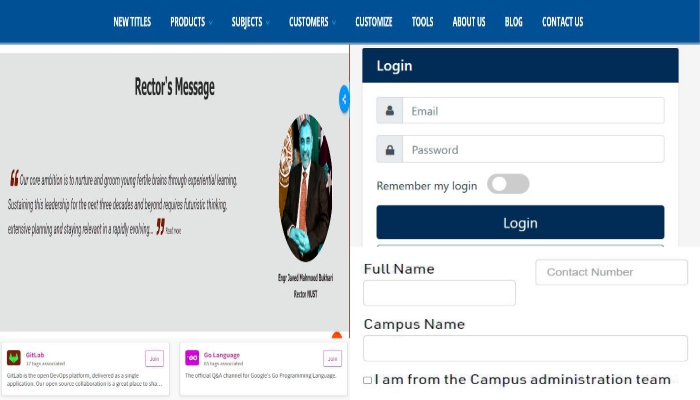 NEW TITLES PRODUCTS SUBJECTS CUSTOMERS CUSTOMIZE TOOLS ABOUT US BLOG CONTACT US
Rector's Message
Our core ambition is to nurture and groom young fertile brains through experiential learning.
Sustaining this leadership for the next three decades and beyond requires futuristic thinking,
extensive planning and staying relevant in a rapidly evolving... Read more
Engr Javed Mahmood Bukhari
Rector NUST
GitLab
17 tags associated
Join
GitLab is the open DevOps platform, delivered as a single
application. Our open source collaboration is a great place to sha...
Go Language
Join
The official Q&A channel for Google's Go Programming Language.
Login
Email
Password
Remember my login
Login
Full Name
Contact Number
Campus Name
I am from the Campus administration team